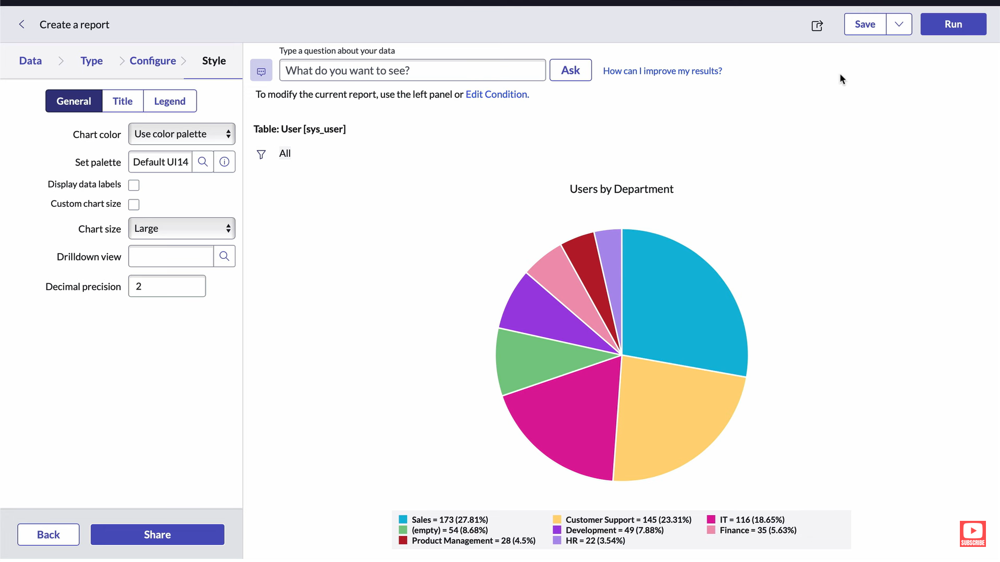 Create a report
Save
Run
Data
Type
Configure
Style
Type a question about your data
What do you want to see?
Ask
How can I improve my results?
To modify the current report, use the left panel or Edit Condition.
General
Title
Legend
Table: User [sys_user]
All
Chart color
Use color palette
Set palette
Default UI14
Display data labels
Custom chart size
Chart size
Large
Drilldown view
Decimal precision
2
Users by Department
Sales = 173 (27.81%)
Customer Support = 145 (23.31%)
IT = 116 (18.65%)
(empty) = 54 (8.68%)
Development = 49 (7.88%)
Finance = 35 (5.63%)
Product Management = 28 (4.5%)
HR = 22 (3.54%)
Back
Share
SUBSCRIBE